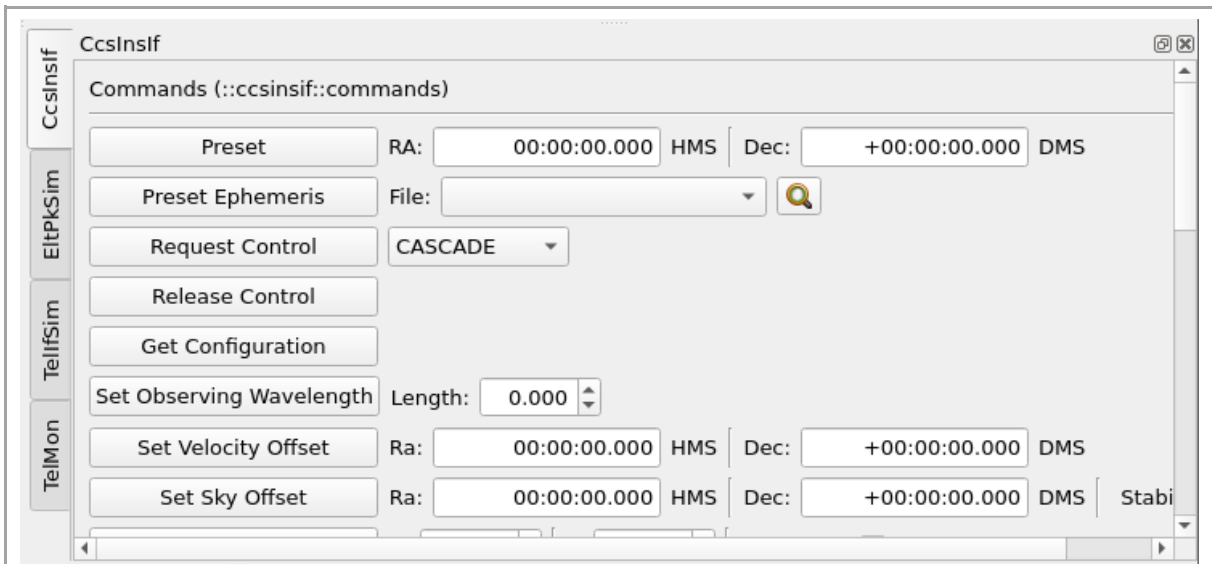 CcsInsIf
CcsInsIf
EltPkSim
TelIfSim
TelMon
Commands (::ccsinsif::commands)
Preset RA: 00:00:00.000 HMS Dec: +00:00:00.000 DMS
Preset Ephemeris File:
Request Control CASCADE
Release Control
Get Configuration
Set Observing Wavelength Length: 0.000
Set Velocity Offset Ra: 00:00:00.000 HMS Dec: +00:00:00.000 DMS
Set Sky Offset Ra: 00:00:00.000 HMS Dec: +00:00:00.000 DMS Stabi